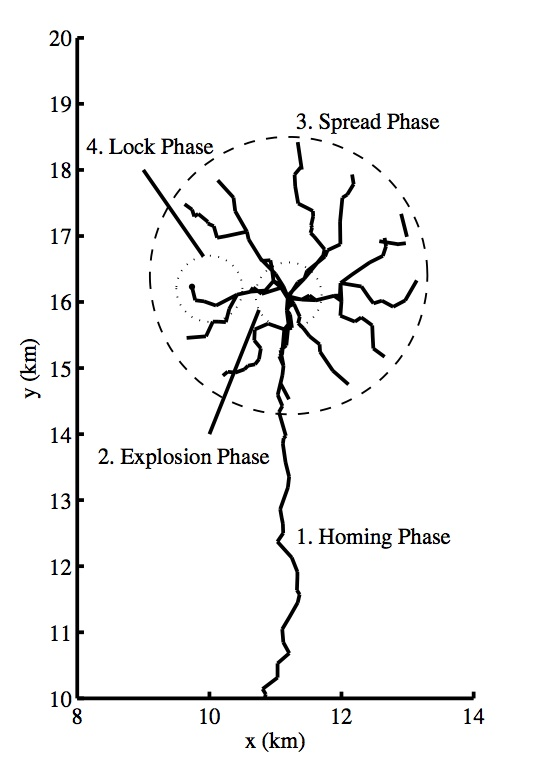 20
19
3. Spread Phase
4. Lock Phase
18
17
16
y (km)
15
14
2. Explosion Phase
13
1. Homing Phase
12
11
10
8 10 12 14
x (km)